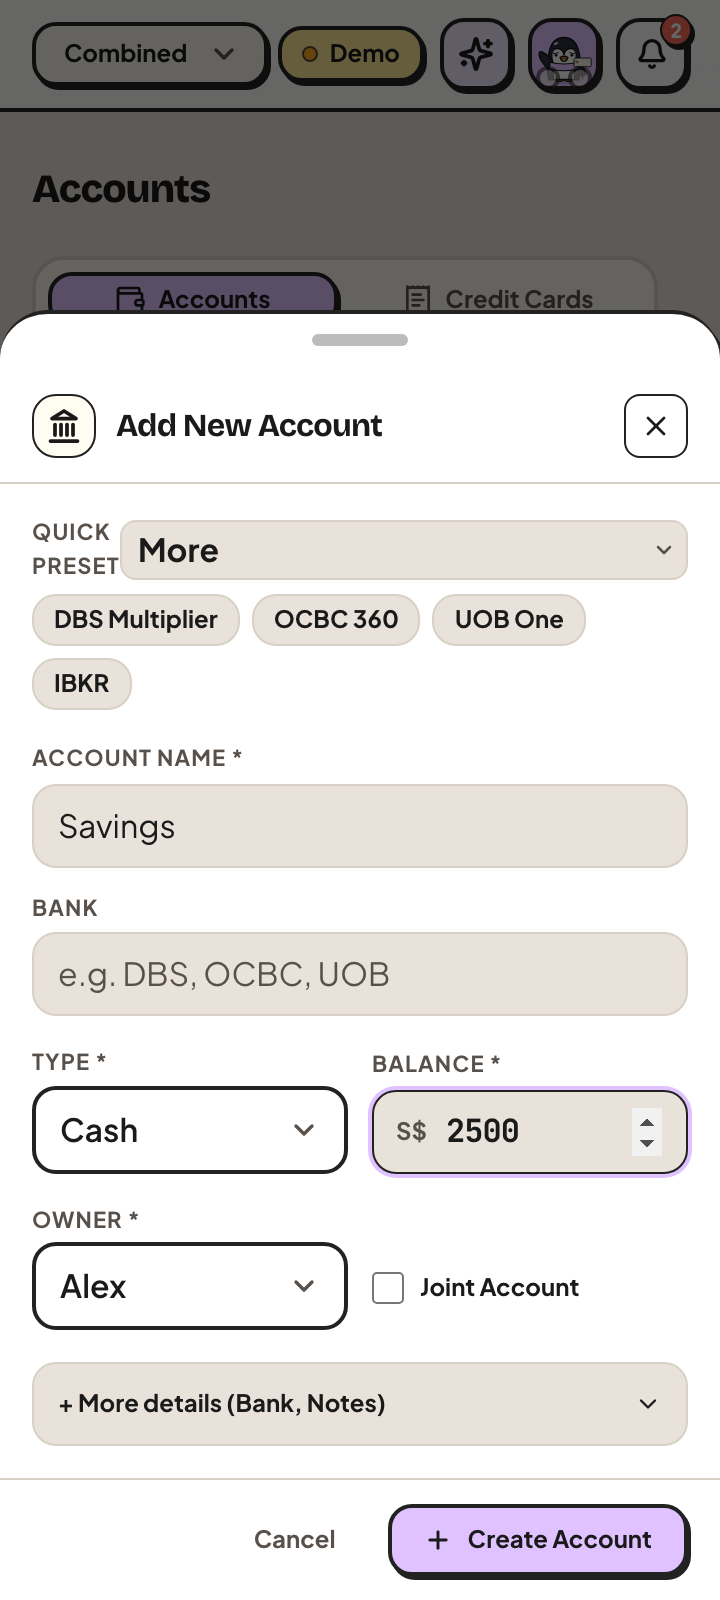 Combined
Demo
2
Accounts
Accounts
Credit Cards
Add New Account
QUICK
PRESET
More
DBS Multiplier
OCBC 360
UOB One
IBKR
ACCOUNT NAME *
Savings
BANK
e.g. DBS, OCBC, UOB
TYPE *
BALANCE *
Cash
S$ 2500
OWNER *
Alex
Joint Account
+ More details (Bank, Notes)
Cancel
+ Create Account